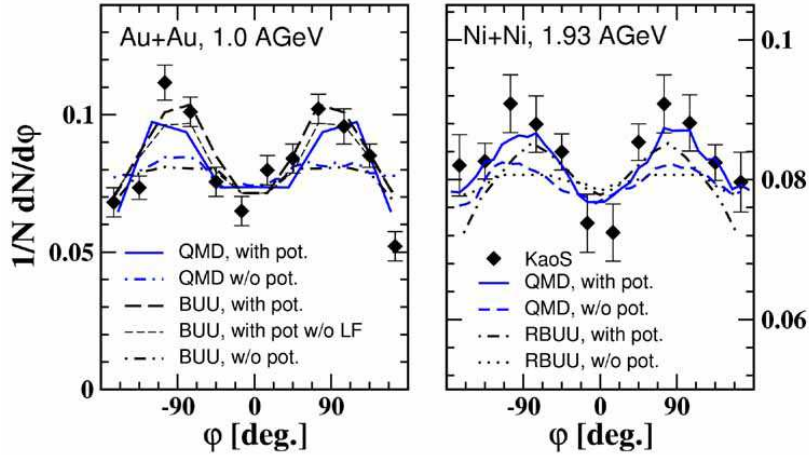 Au+Au, 1.0 AGeV
1/N dN/dφ
0.1
0.05
0
QMD, with pot.
QMD w/o pot.
BUU, with pot.
BUU, with pot w/o LF
BUU, w/o pot.
-90 0 90
φ [deg.]
Ni+Ni, 1.93 AGeV
0.1
0.08
0.06
KaoS
QMD, with pot.
QMD, w/o pot.
RBUU, with pot.
RBUU, w/o pot.
-90 0 90
φ [deg.]